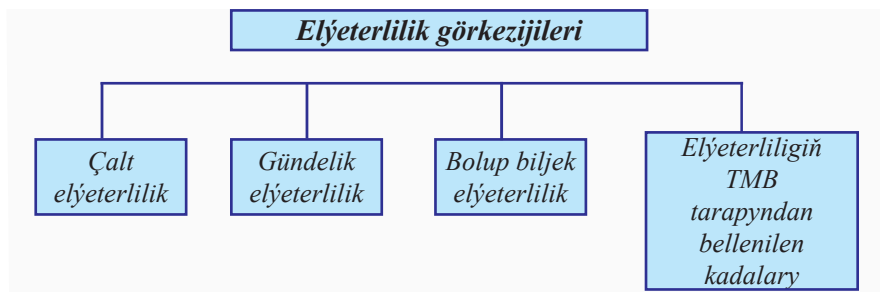 Elýeterlilik görkezijileri
Çalt
elýeterlilik
Gündelik
elýeterlilik
Bolup biljek
elýeterlilik
Elýeterliligiň
TMB
tarapyndan
bellenilen
kadalary